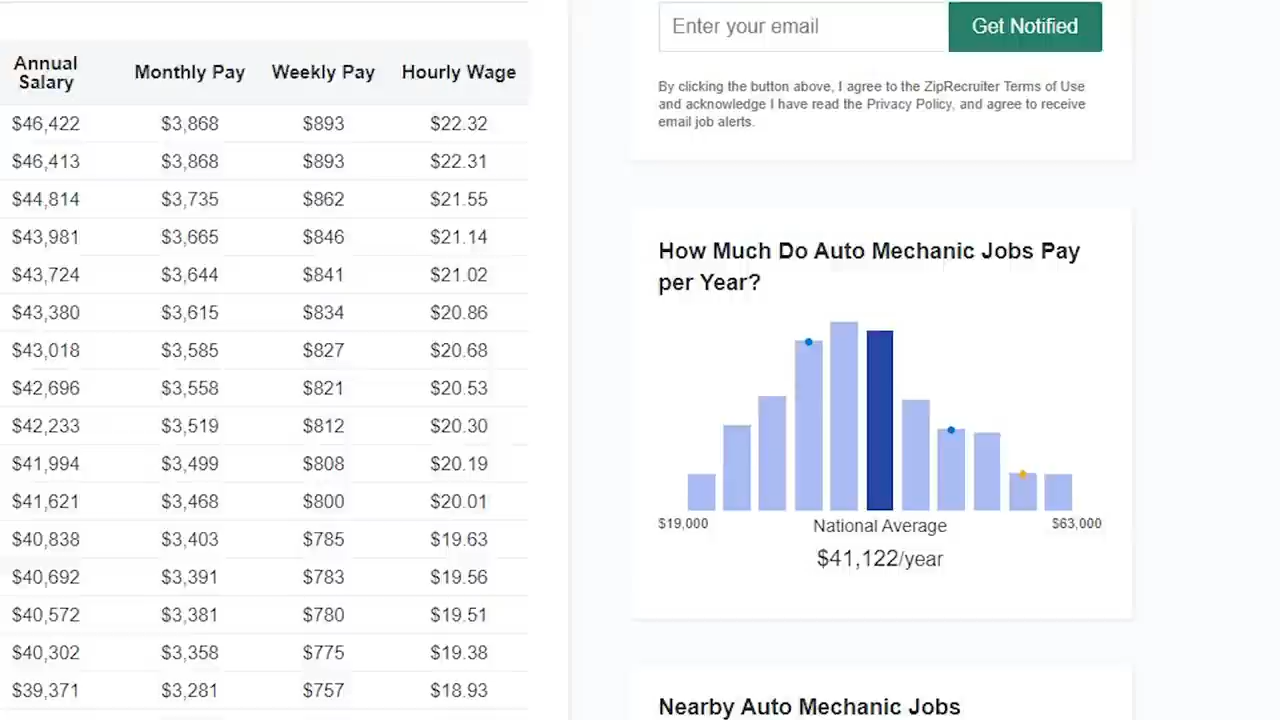 Annual Salary Monthly Pay Weekly Pay Hourly Wage
$46,422 $3,868 $893 $22.32
$46,413 $3,868 $893 $22.31
$44,814 $3,735 $862 $21.55
$43,981 $3,665 $846 $21.14
$43,724 $3,644 $841 $21.02
$43,380 $3,615 $834 $20.86
$43,018 $3,585 $827 $20.68
$42,696 $3,558 $821 $20.53
$42,233 $3,519 $812 $20.30
$41,994 $3,499 $808 $20.19
$41,621 $3,468 $800 $20.01
$40,838 $3,403 $785 $19.63
$40,692 $3,391 $783 $19.56
$40,572 $3,381 $780 $19.51
$40,302 $3,358 $775 $19.38
$39,371 $3,281 $757 $18.93
Enter your email Get Notified
By clicking the button above, I agree to the ZipRecruiter Terms of Use
and acknowledge I have read the Privacy Policy, and agree to receive
email job alerts.
How Much Do Auto Mechanic Jobs Pay
per Year?
$19,000 National Average $63,000
$41,122/year
Nearby Auto Mechanic Jobs